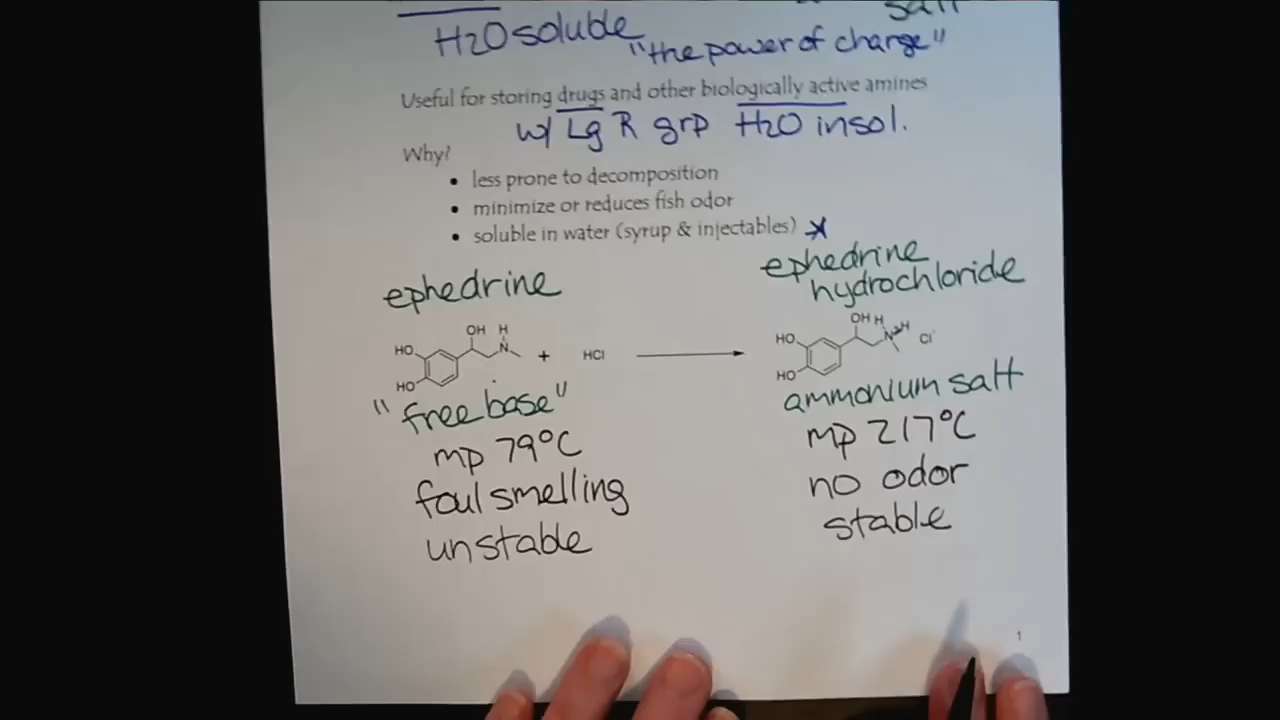 salt
H2O soluble
"the power of charge"
Useful for storing drugs and other biologically active amines
w/ Lg R grp H2O insol.
Why?
• less prone to decomposition
• minimize or reduces fish odor
• soluble in water (syrup & injectables) *
ephedrine
ephedrine
hydrochloride
OH H
HO N + HCl
HO
OH H H
HO N Cl-
HO
"free base"
ammonium salt
mp 79°C
mp 217°C
foul smelling
no odor
unstable
stable
1